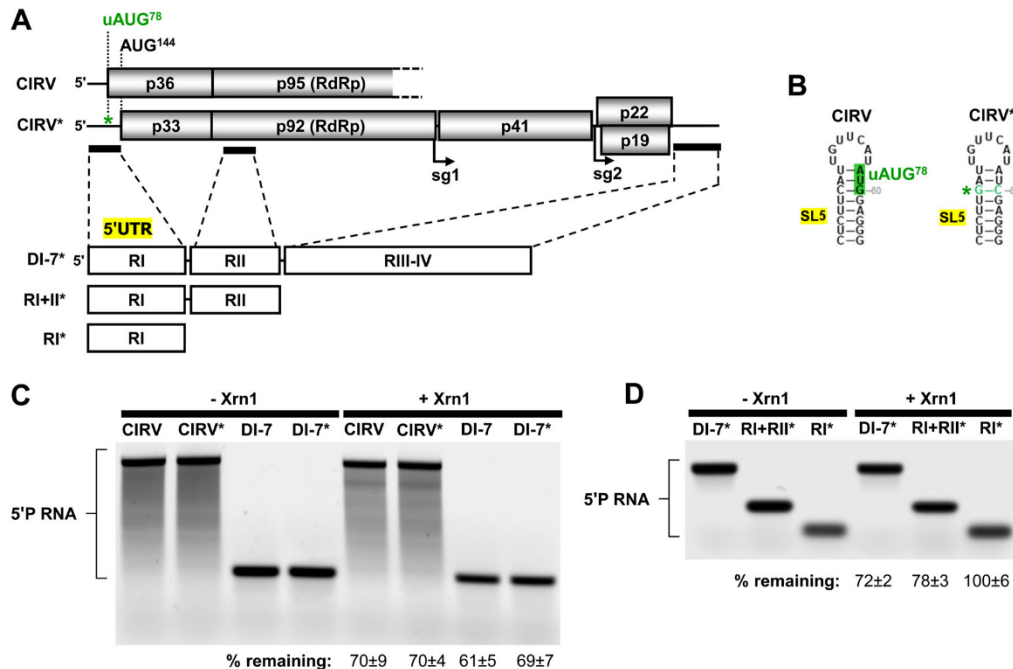 A
uAUG78
AUG144
CIRV 5' p36 p95 (RdRp)
CIRV* 5' * p33 p92 (RdRp) p41 p22
p19
sg1 sg2
5'UTR
DI-7* 5' RI RII RIII-IV
RI+II* RI RII
RI* RI
B
CIRV CIRV*
uAUG78
SL5 SL5
*
C
- Xrn1 + Xrn1
CIRV CIRV* DI-7 DI-7* CIRV CIRV* DI-7 DI-7*
5'P RNA
% remaining: 70±9 70±4 61±5 69±7
D
- Xrn1 + Xrn1
DI-7* RI+RII* RI* DI-7* RI+RII* RI*
5'P RNA
% remaining: 72±2 78±3 100±6